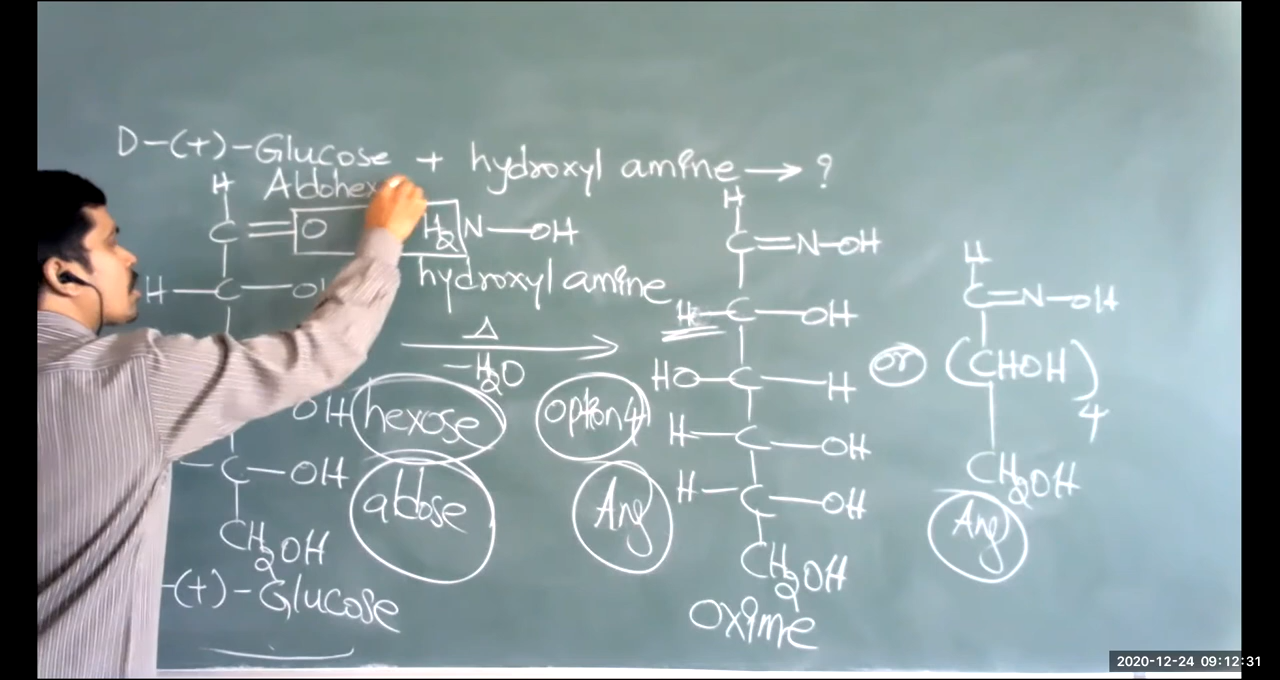 D-(+)-Glucose + hydroxyl amine → ?
H Aldohex
C=O H2N-OH
hydroxyl amine
H-C-O
Δ
-H2O
OH
hexose
option 4
-C-OH
aldose
Ans
CH2OH
-(+)-Glucose
H
C=N-OH
H-C-OH
HO-C-H
H-C-OH
H-C-OH
CH2OH
oxime
or
H
C=N-OH
(CHOH)4
CH2OH
Ans
2020-12-24 09:12:31